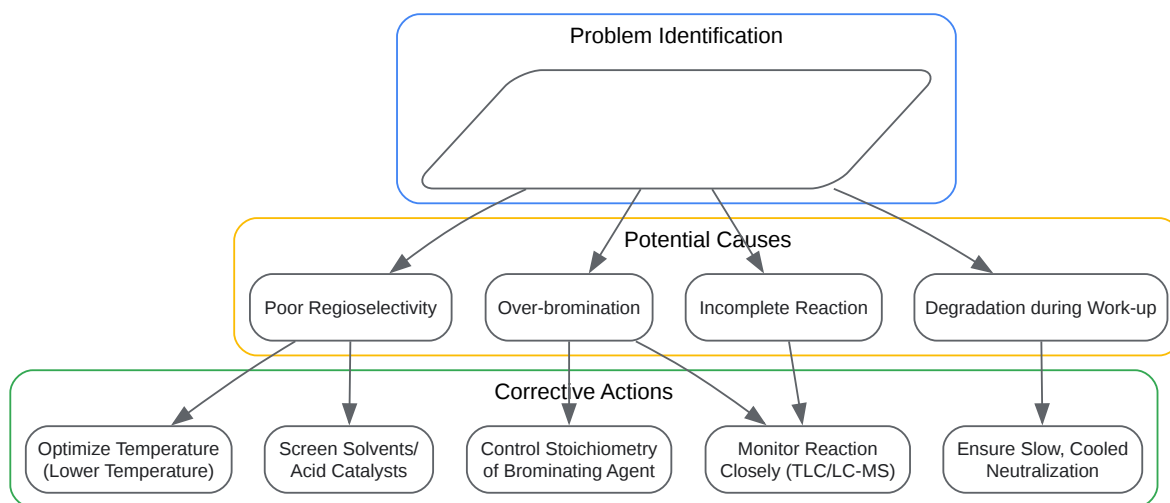 Problem Identification
Potential Causes
Poor Regioselectivity
Over-bromination
Incomplete Reaction
Degradation during Work-up
Corrective Actions
Optimize Temperature
(Lower Temperature)
Screen Solvents/
Acid Catalysts
Control Stoichiometry
of Brominating Agent
Monitor Reaction
Closely (TLC/LC-MS)
Ensure Slow, Cooled
Neutralization